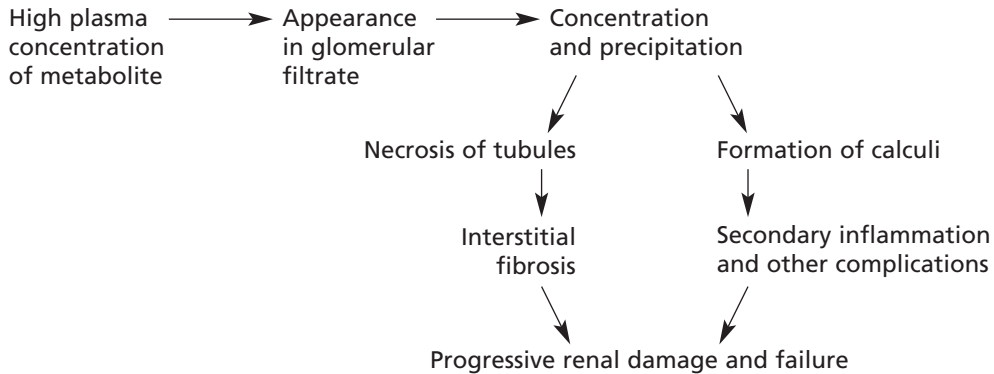 High plasma
concentration
of metabolite
Appearance
in glomerular
filtrate
Concentration
and precipitation
Necrosis of tubules
Formation of calculi
Interstitial
fibrosis
Secondary inflammation
and other complications
Progressive renal damage and failure